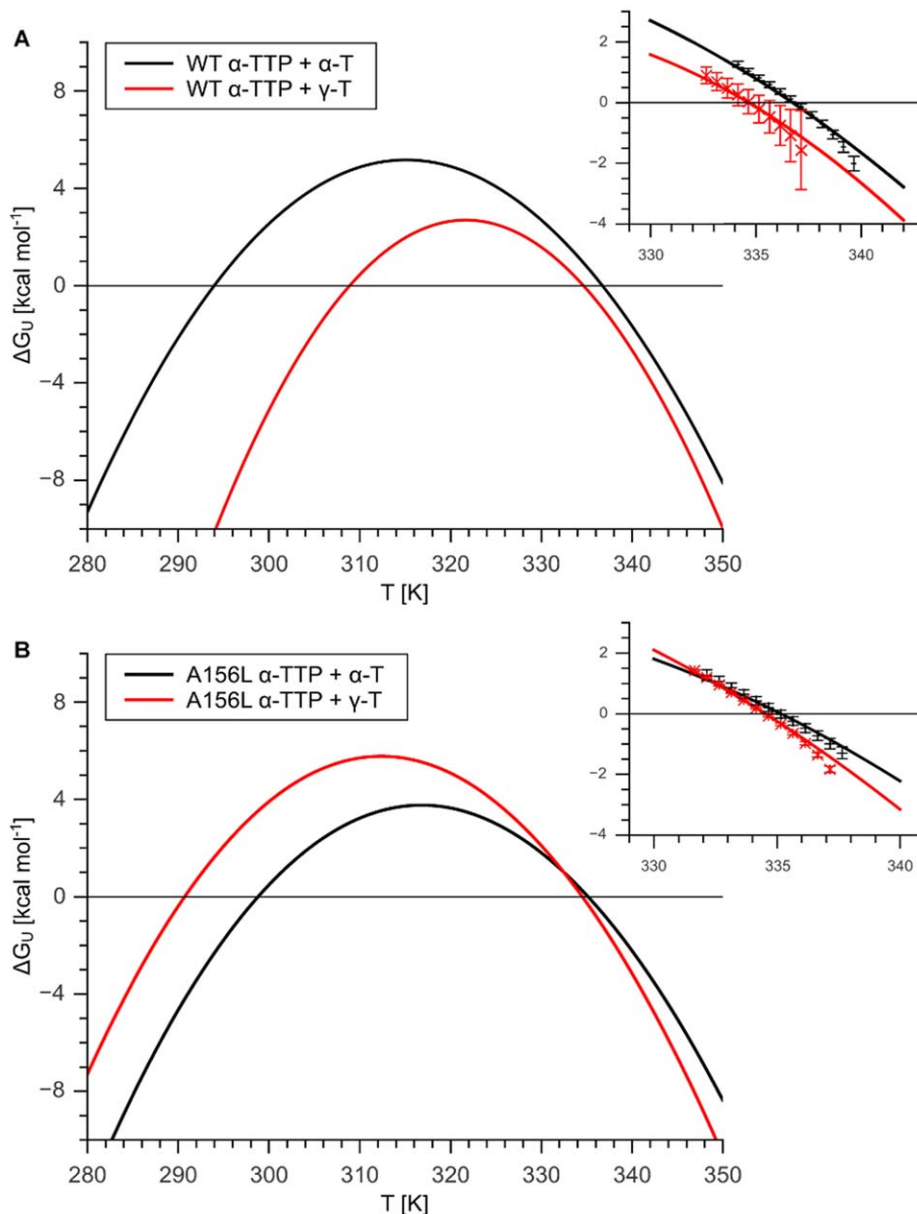 A
WT α-TTP + α-T
WT α-TTP + γ-T
8
4
0
−4
−8
ΔGU [kcal mol-1]
280 290 300 310 320 330 340 350
T [K]
2
0
−2
−4
330 335 340
B
A156L α-TTP + α-T
A156L α-TTP + γ-T
8
4
0
−4
−8
ΔGU [kcal mol-1]
280 290 300 310 320 330 340 350
T [K]
2
0
−2
−4
330 335 340